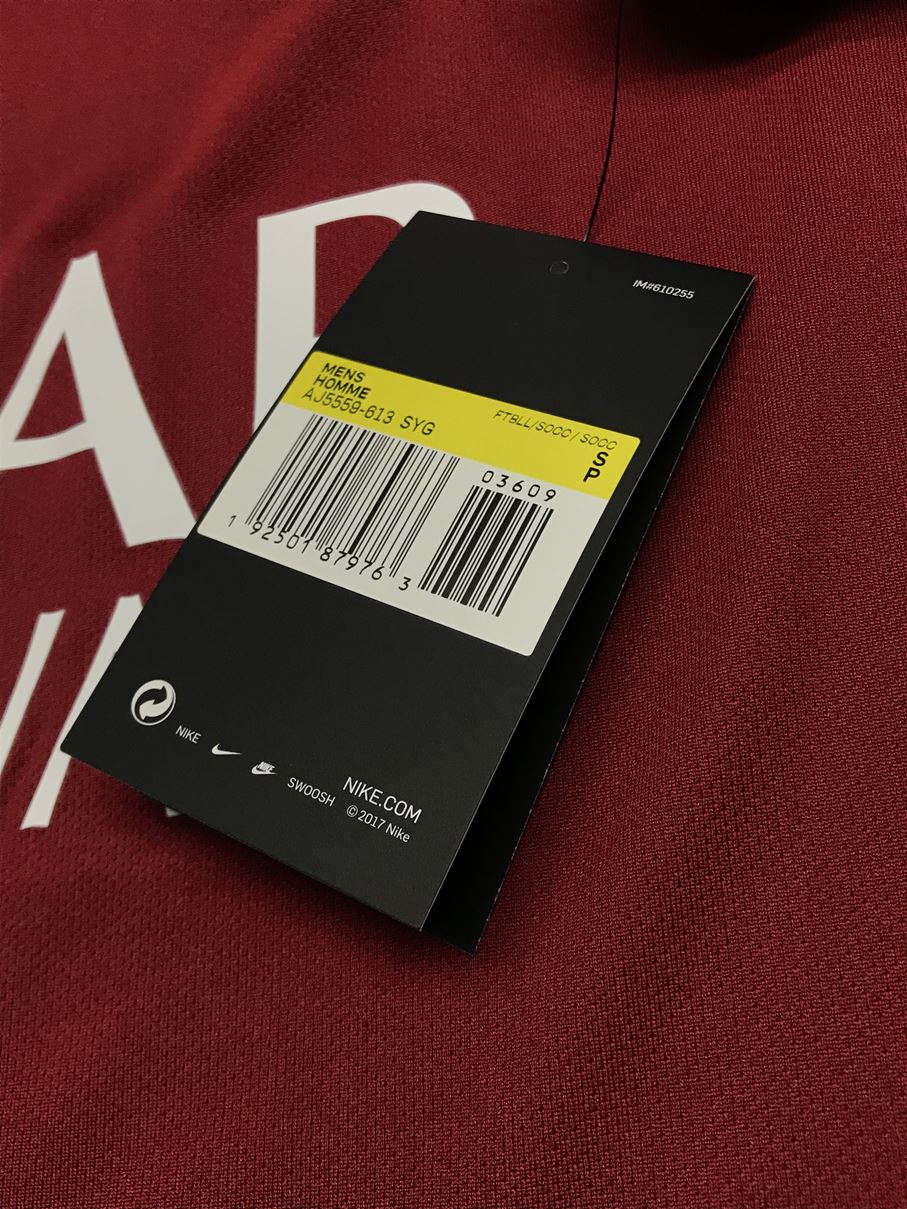 AR
IM#610255
MENS
HOMME
AJ5559-613 SYG
FTBLL/SOCC/SOCC
S
P
03609
1 92501 87976 3
NIKE
SWOOSH
NIKE.COM
©2017 Nike